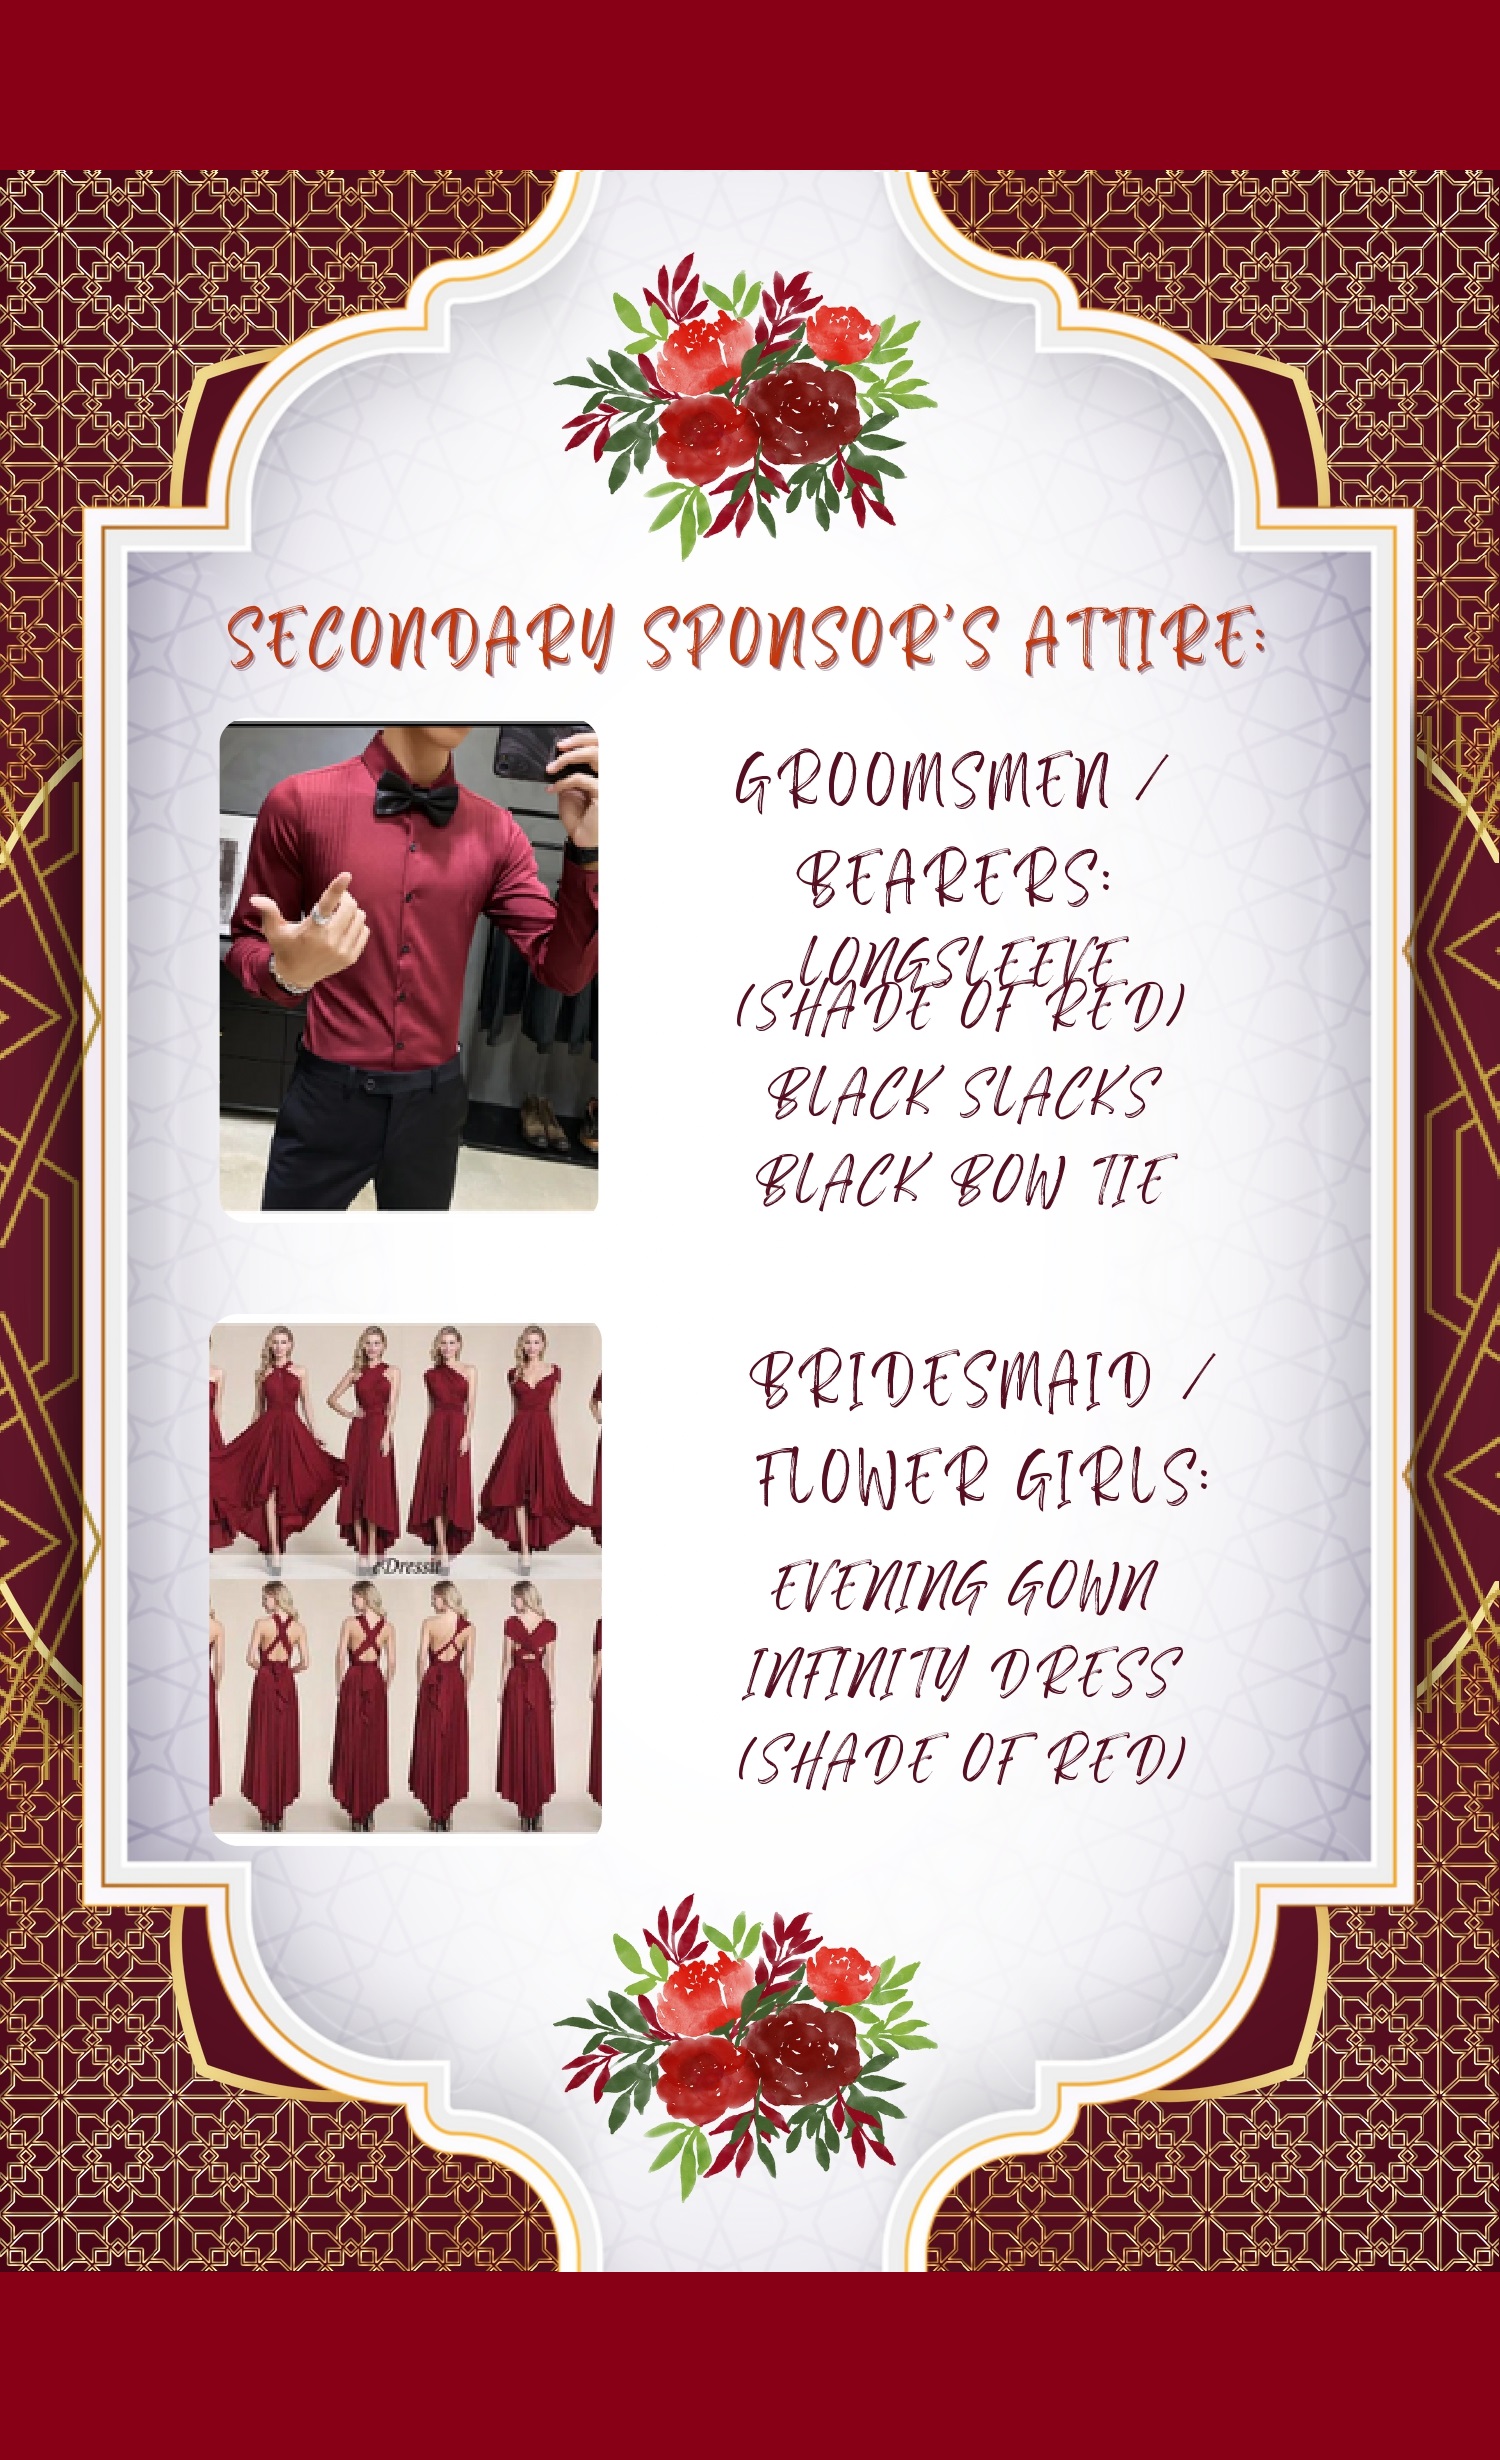 SECONDARY SPONSOR'S ATTIRE:
GROOMSMEN /
BEARERS:
LONGSLEEVE
(SHADE OF RED)
BLACK SLACKS
BLACK BOW TIE
BRIDESMAID /
FLOWER GIRLS:
eDressit
EVENING GOWN
INFINITY DRESS
(SHADE OF RED)